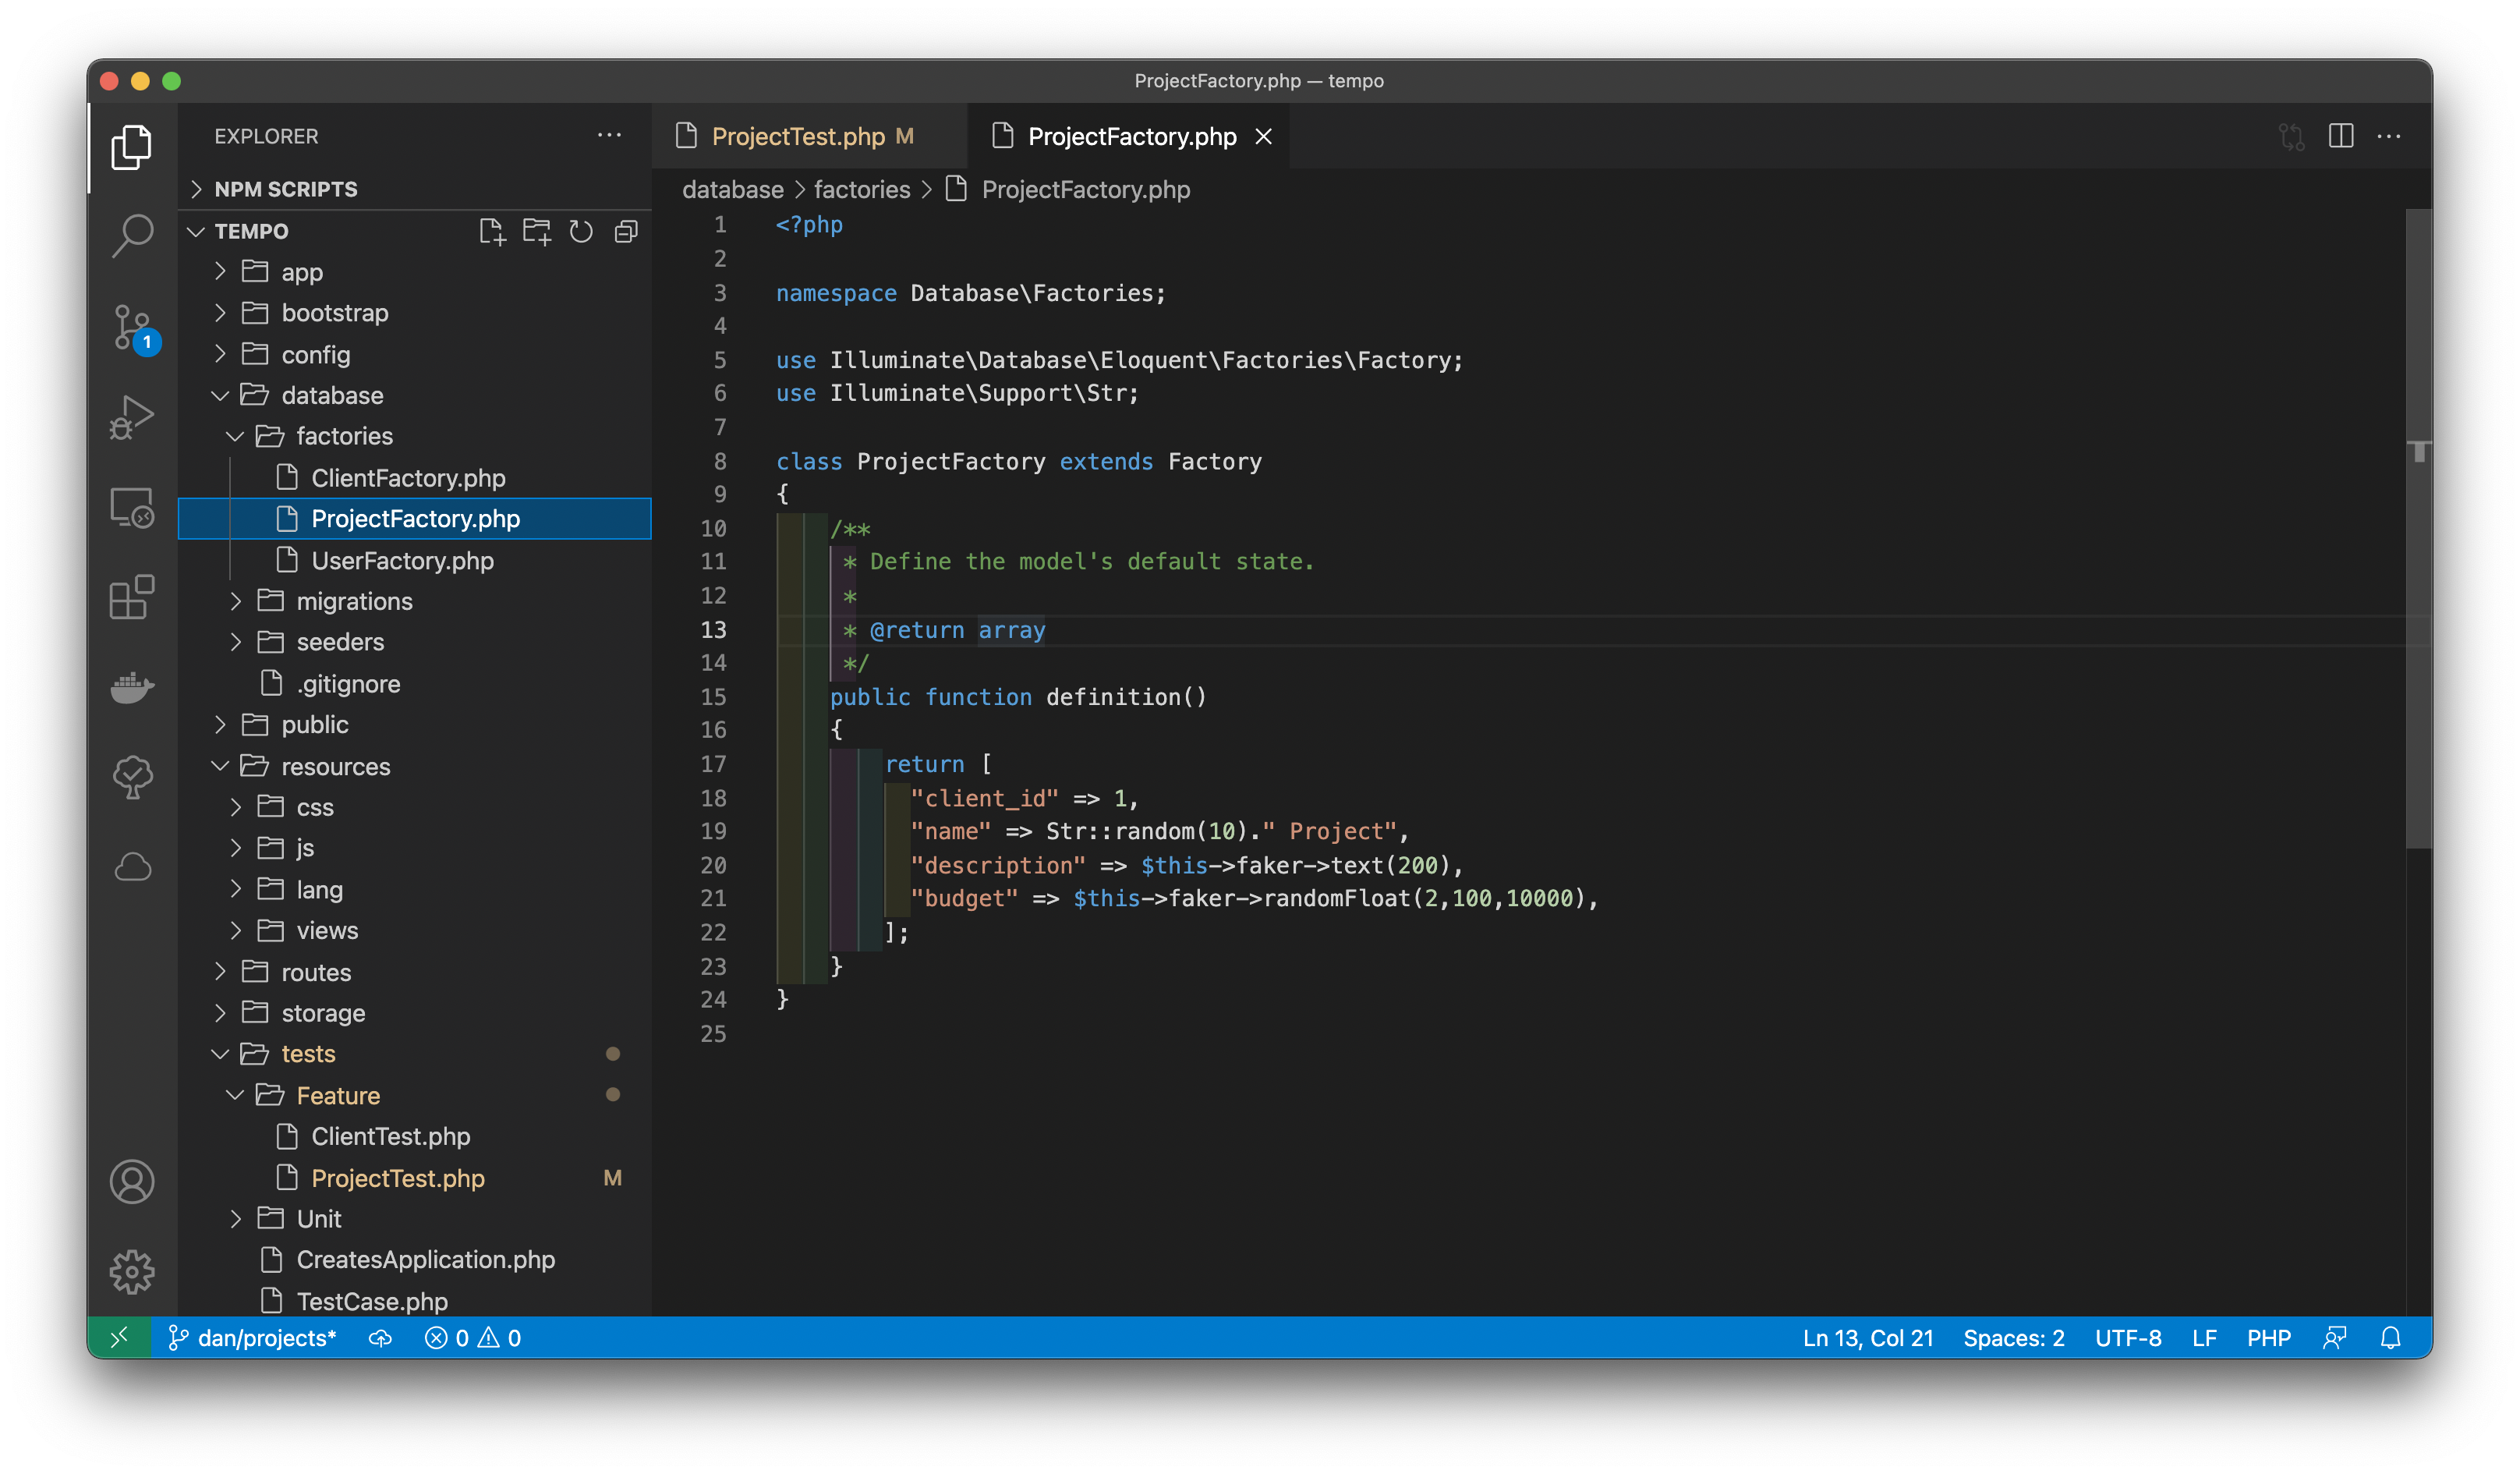 ProjectFactory.php — tempo
EXPLORER
NPM SCRIPTS
TEMPO
app
bootstrap
config
database
factories
ClientFactory.php
ProjectFactory.php
UserFactory.php
migrations
seeders
.gitignore
public
resources
css
js
lang
views
routes
storage
tests
Feature
ClientTest.php
ProjectTest.php M
Unit
CreatesApplication.php
TestCase.php
1
ProjectTest.php M
ProjectFactory.php
database > factories > ProjectFactory.php
1 <?php
2
3 namespace Database\Factories;
4
5 use Illuminate\Database\Eloquent\Factories\Factory;
6 use Illuminate\Support\Str;
7
8 class ProjectFactory extends Factory
9 {
10 /**
11 * Define the model's default state.
12 *
13 * @return array
14 */
15 public function definition()
16 {
17 return [
18 "client_id" => 1,
19 "name" => Str::random(10)." Project",
20 "description" => $this->faker->text(200),
21 "budget" => $this->faker->randomFloat(2,100,10000),
22 ];
23 }
24 }
25
dan/projects* 0 0 Ln 13, Col 21 Spaces: 2 UTF-8 LF PHP